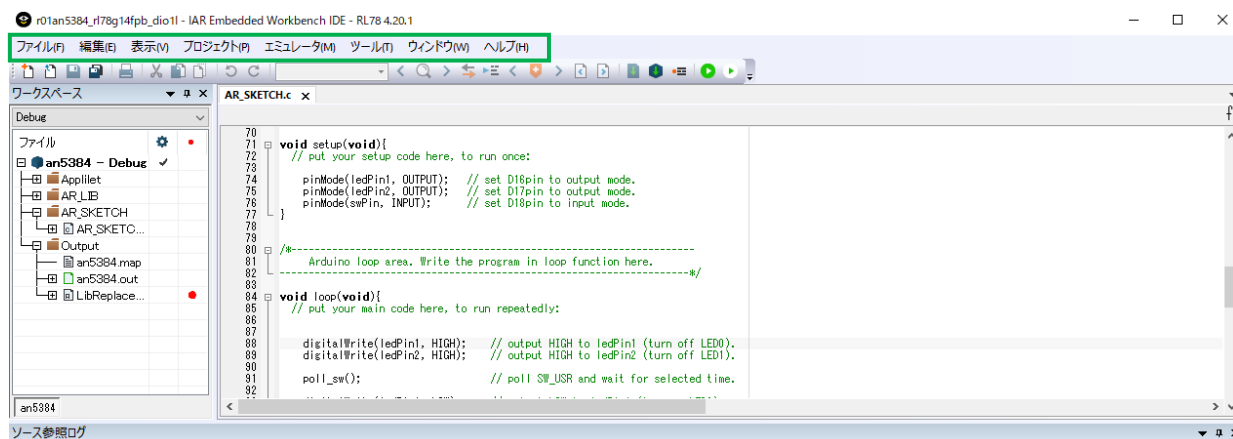 r01an5384_rl78g14fpb_dio1l - IAR Embedded Workbench IDE - RL78 4.20.1
ファイル(F) 編集(E) 表示(V) プロジェクト(P) エミュレータ(M) ツール(T) ウィンドウ(W) ヘルプ(H)
ワークスペース
AR_SKETCH.c
Debug
ファイル
an5384 - Debug
Applilet
AR_LIB
AR_SKETCH
AR_SKETC...
Output
an5384.map
an5384.out
LibReplace...
an5384
70
71 void setup(void){
72 // put your setup code here, to run once:
73
74 pinMode(ledPin1, OUTPUT); // set D16pin to output mode.
75 pinMode(ledPin2, OUTPUT); // set D17pin to output mode.
76 pinMode(swPin, INPUT); // set D18pin to input mode.
77 }
78
79
80 /*----------------------------------------------------------------------
81 Arduino loop area. Write the program in loop function here.
82 ----------------------------------------------------------------------*/
83
84 void loop(void){
85 // put your main code here, to run repeatedly:
86
87
88 digitalWrite(ledPin1, HIGH); // output HIGH to ledPin1 (turn off LED0).
89 digitalWrite(ledPin2, HIGH); // output HIGH to ledPin2 (turn off LED1).
90
91 poll_sw(); // poll SW_USR and wait for selected time.
92
ソース参照ログ